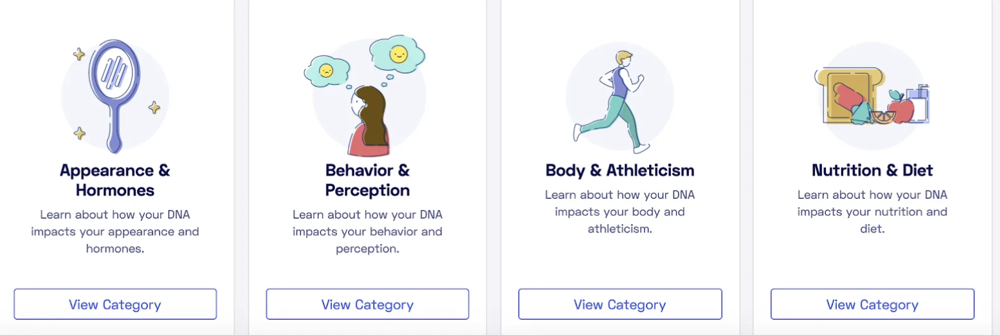 Appearance &
Hormones
Learn about how your DNA
impacts your appearance and
hormones.
View Category
Behavior &
Perception
Learn about how your DNA
impacts your behavior and
perception.
View Category
Body & Athleticism
Learn about how your DNA
impacts your body and
athleticism.
View Category
Nutrition & Diet
Learn about how your DNA
impacts your nutrition and
diet.
View Category